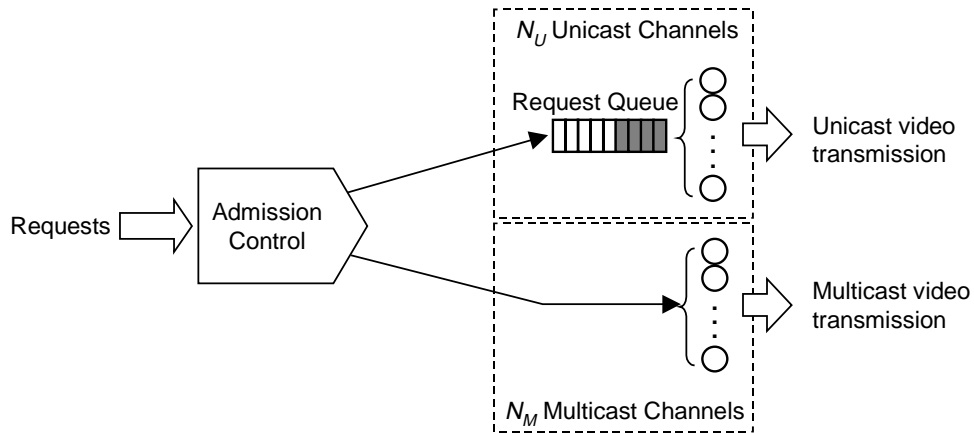 N_U Unicast Channels
Request Queue
Unicast video
transmission
Requests
Admission
Control
Multicast video
transmission
N_M Multicast Channels